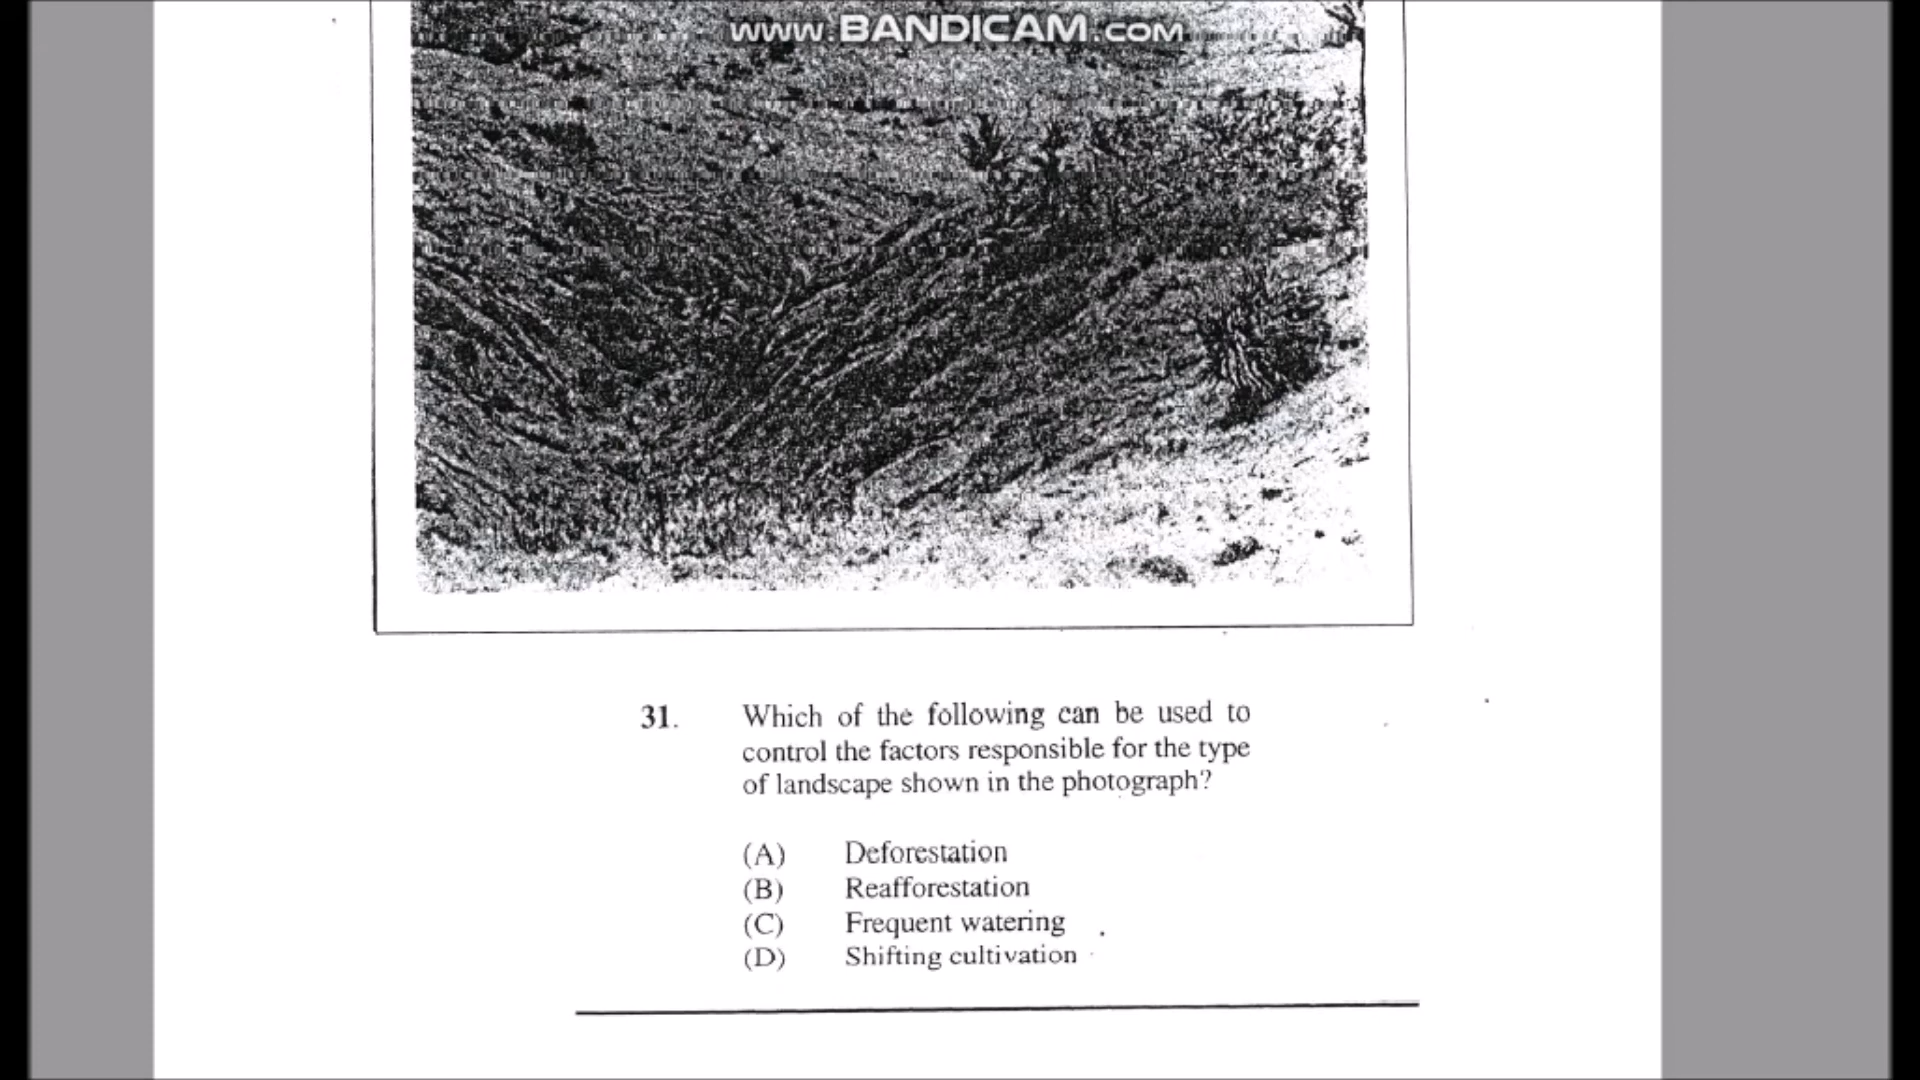 www.BANDICAM.com
31. Which of the following can be used to
control the factors responsible for the type
of landscape shown in the photograph?
(A) Deforestation
(B) Reafforestation
(C) Frequent watering
(D) Shifting cultivation